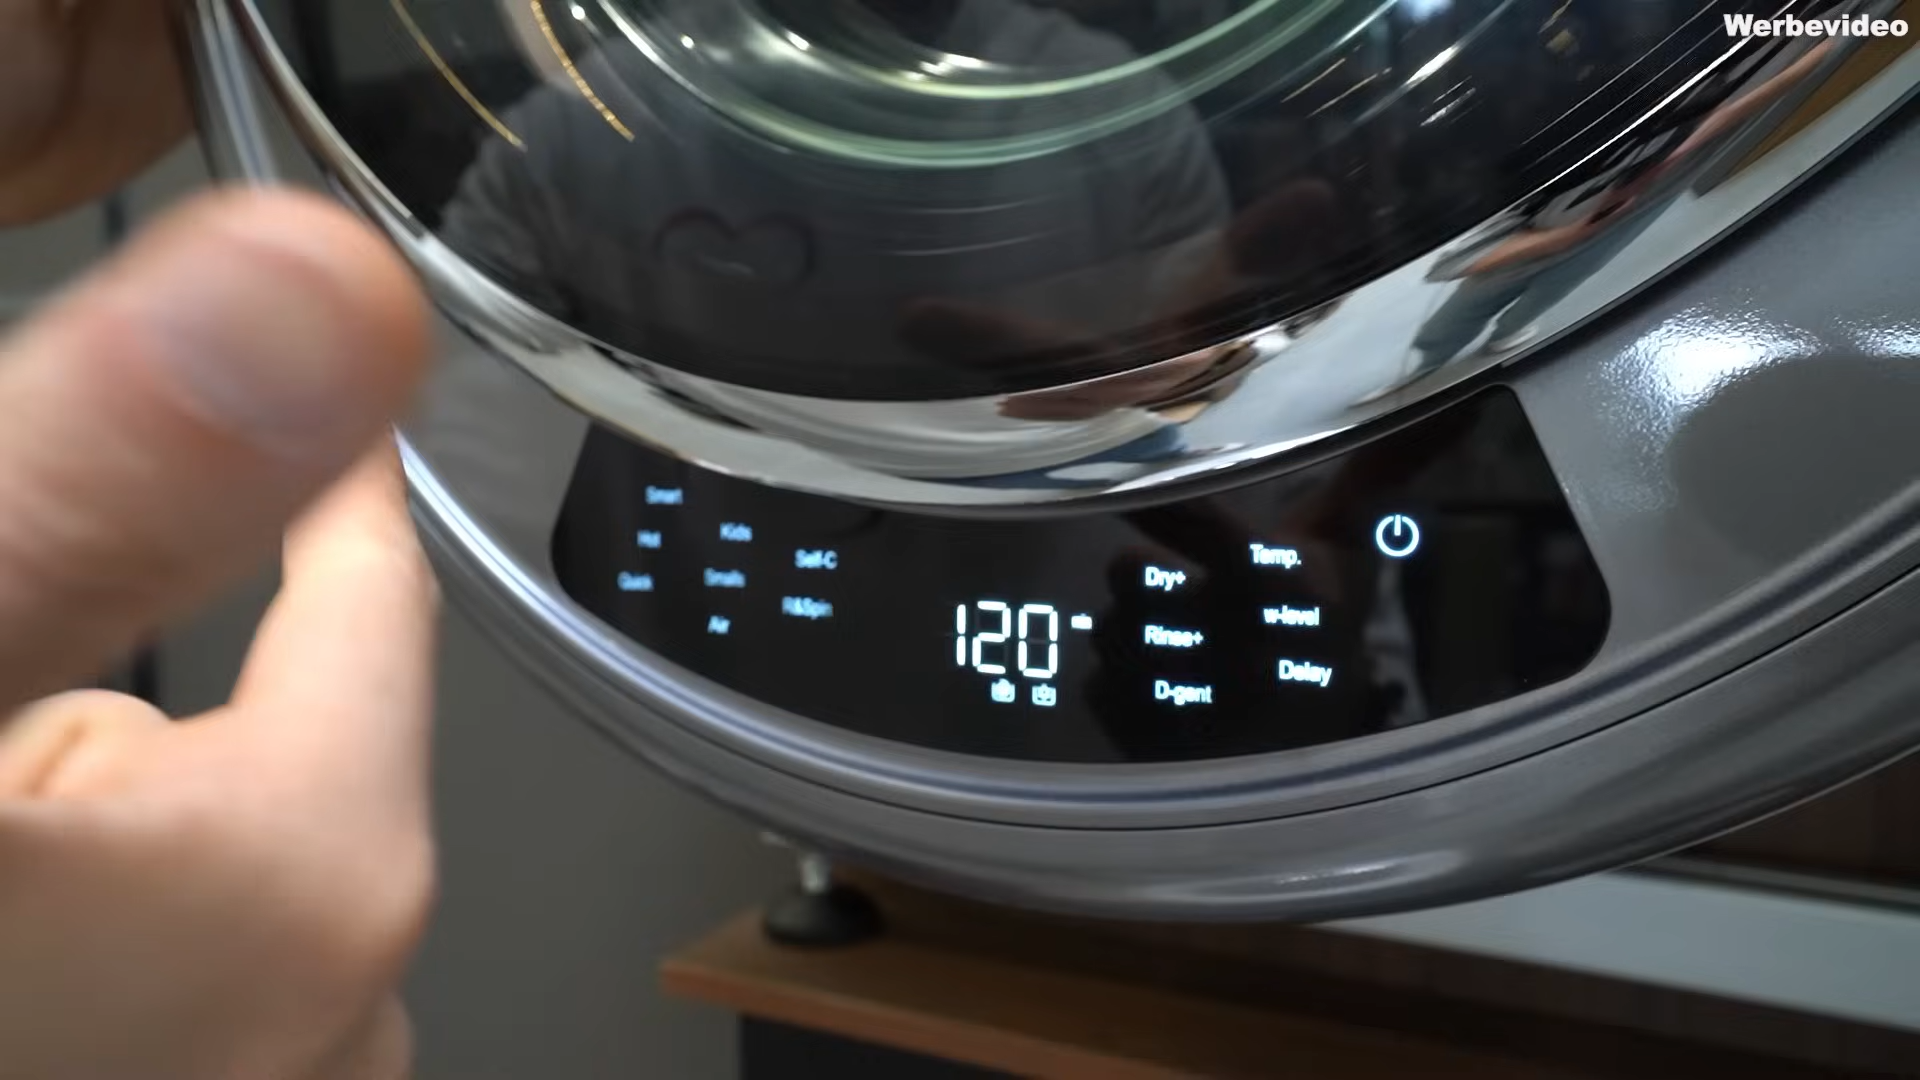 Werbevideo
Smart
Hot
Quick
Kids
Smalls
Air
Self-C
R&Spin
120
Dry+
Rinse+
D-gent
Temp.
w-level
Delay